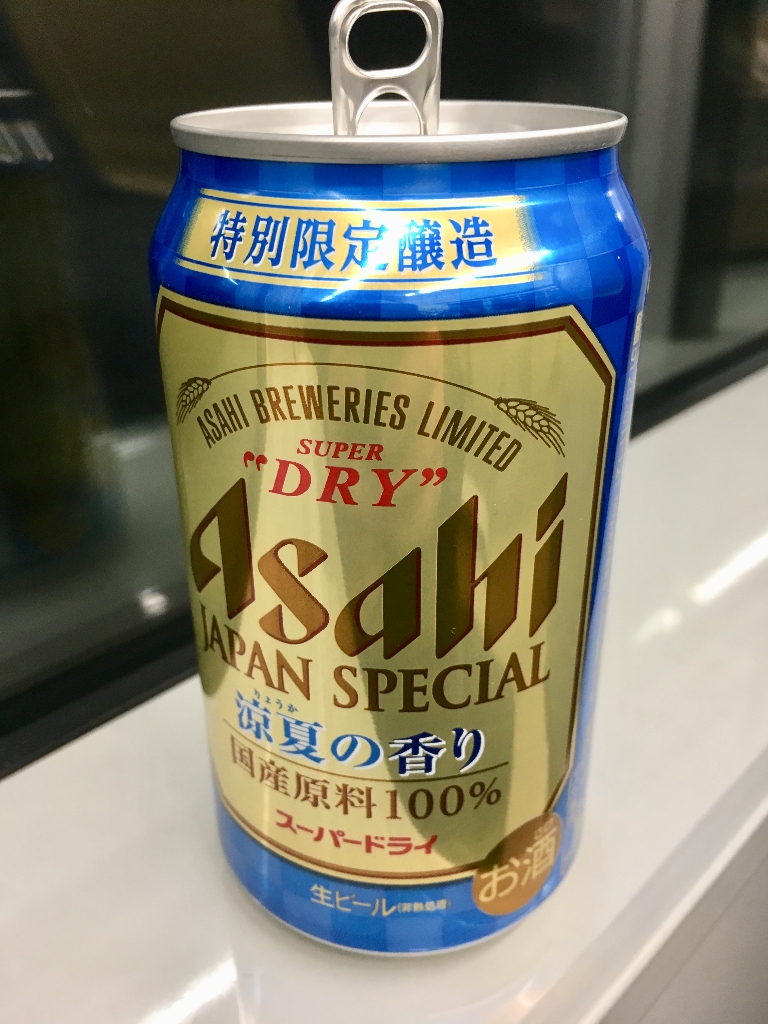 特別限定醸造
ASAHI BREWERIES LIMITED
SUPER
"DRY"
Asahi
JAPAN SPECIAL
りょうか
涼夏の香り
国産原料100%
スーパードライ
お酒
生ビール(非熱処理)